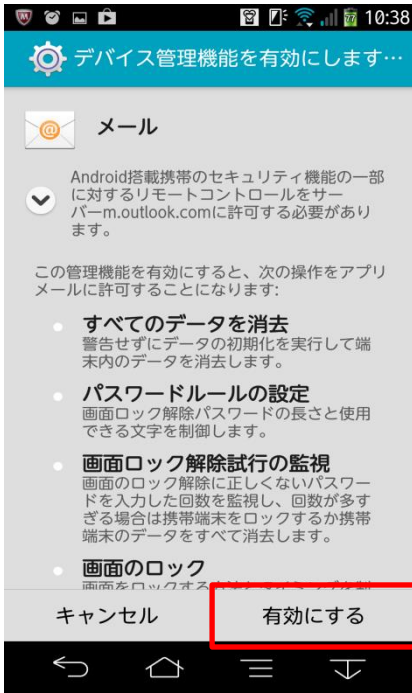 10:38
デバイス管理機能を有効にします…
メール
Android搭載携帯のセキュリティ機能の一部
に対するリモートコントロールをサー
バーm.outlook.comに許可する必要があり
ます。
この管理機能を有効にすると、次の操作をアプリ
メールに許可することになります:
すべてのデータを消去
警告せずにデータの初期化を実行して端
末内のデータを消去します。
パスワードルールの設定
画面ロック解除パスワードの長さと使用
できる文字を制御します。
画面ロック解除試行の監視
画面のロック解除に正しくないパスワー
ドを入力した回数を監視し、回数が多す
ぎる場合は携帯端末をロックするか携帯
端末のデータをすべて消去します。
画面のロック
キャンセル
有効にする